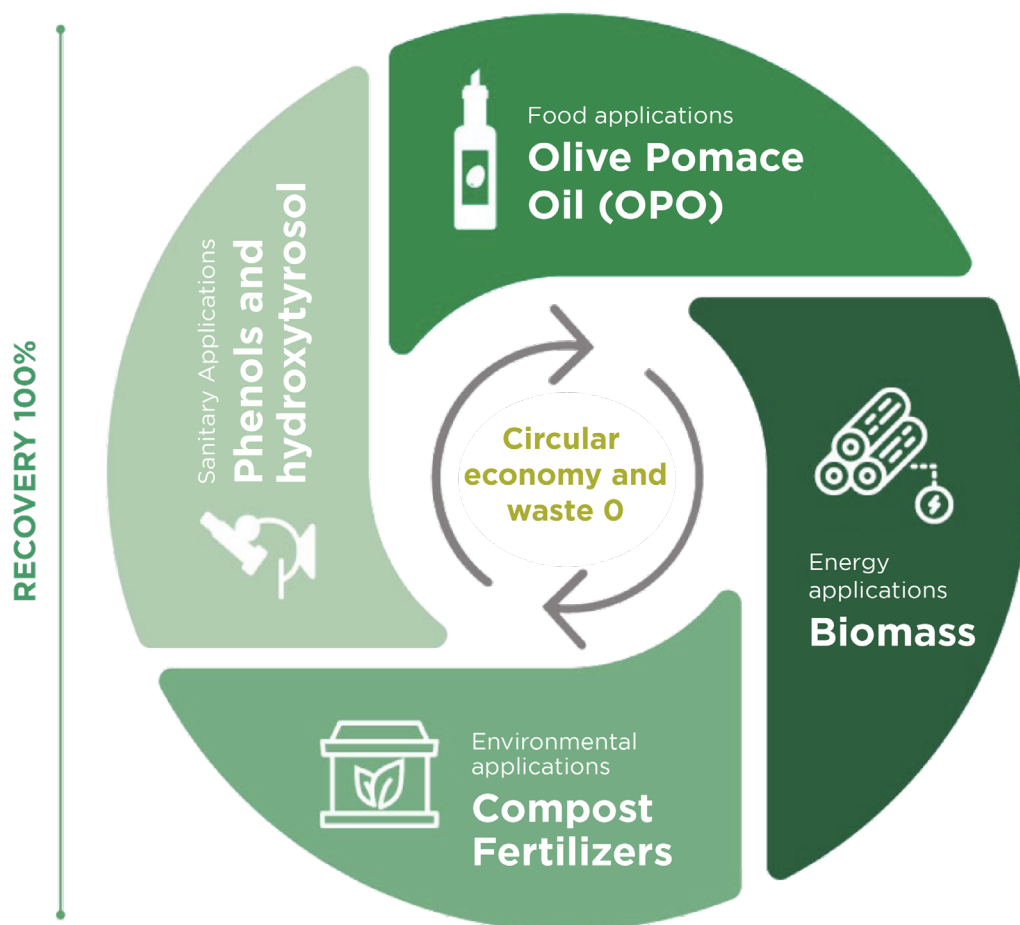 RECOVERY 100%
Food applications
Olive Pomace
Oil (OPO)
Energy
applications
Biomass
Environmental
applications
Compost
Fertilizers
Sanitary Applications
Phenols and
hydroxytyrosol
Circular
economy and
waste 0